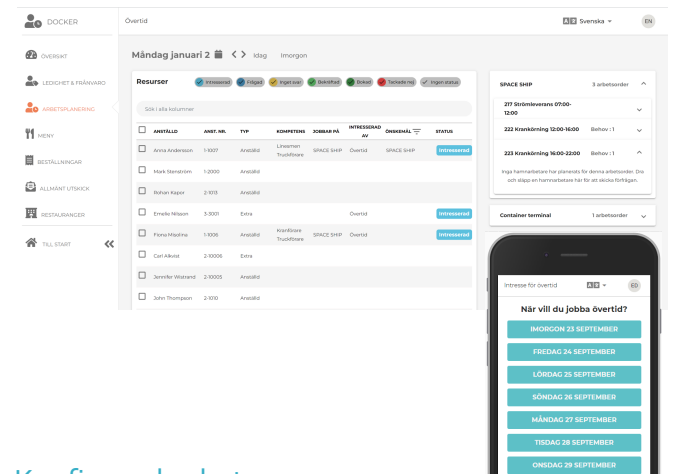 DOCKER
Övertid
Svenska
EN
ÖVERSIKT
LEDIGHET & FRÅNVARO
ARBETSPLANERING
MENY
BESTÄLLNINGAR
ALLMÄNT UTSKICK
RESTAURANGER
TILL START
Måndag januari 2
Idag
Imorgon
Resurser
Intresserad
Frågad
Inget svar
Bekräftad
Bokad
Tackade nej
Ingen status
Sök i alla kolumner
ANSTÄLLD ANST. NR. TYP KOMPETENS JOBBAR PÅ INTRESSERAD AV ÖNSKEMÅL STATUS
Anna Andersson 1-1007 Anställd Linesman Truckförare SPACE SHIP Övertid SPACE SHIP Intresserad
Mark Stenström 1-2000 Anställd
Rohan Kapor 2-1013 Anställd
Emelie Nilsson 3-3001 Extra Övertid Intresserad
Fiona Misolma 1-1006 Anställd Kranförare Truckförare SPACE SHIP Övertid Intresserad
Carl Alkvist 2-10006 Extra
Jennifer Wistrand 2-10005 Anställd
John Thompson 2-1010 Anställd
SPACE SHIP 3 arbetsorder
217 Strömleverans 07:00-
12:00
222 Krankörning 12:00-16:00 Behov : 1
223 Krankörning 16:00-22:00 Behov : 1
Inga hamnarbetare har planerats för denna arbetsorder. Dra
och släpp en hamnarbetare här för att skicka förfrågan.
Container terminal 1 arbetsorder
Intresse för övertid
ED
När vill du jobba övertid?
IMORGON 23 SEPTEMBER
FREDAG 24 SEPTEMBER
LÖRDAG 25 SEPTEMBER
SÖNDAG 26 SEPTEMBER
MÅNDAG 27 SEPTEMBER
TISDAG 28 SEPTEMBER
ONSDAG 29 SEPTEMBER